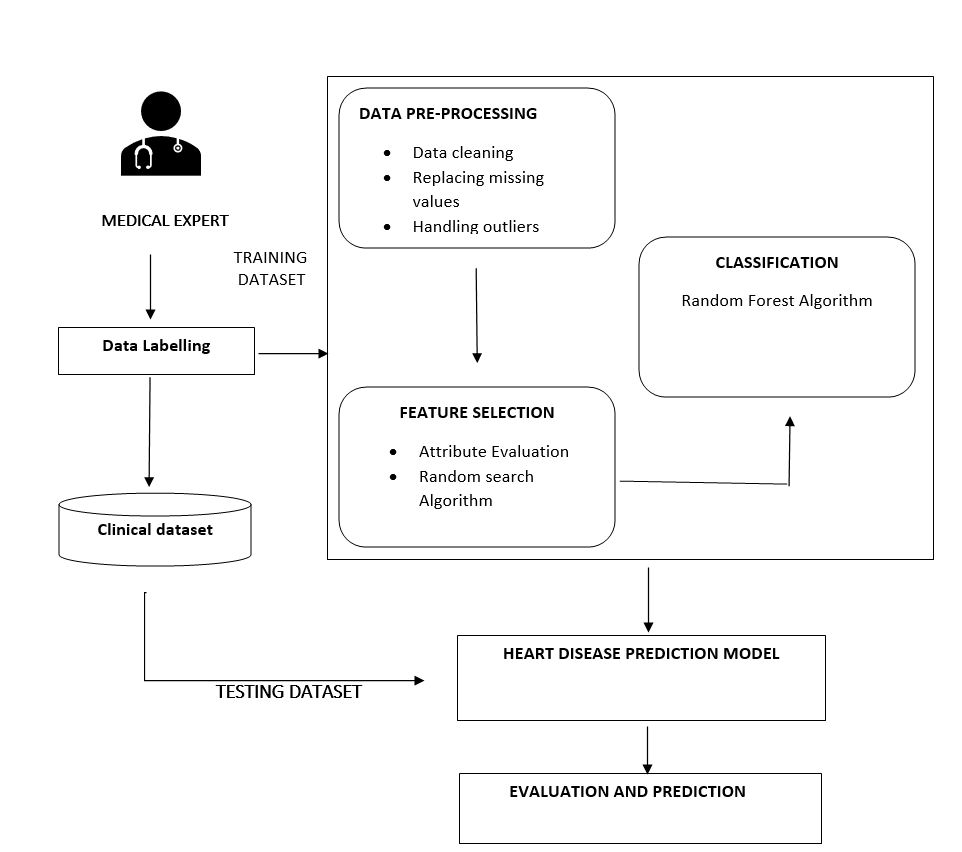 MEDICAL EXPERT
TRAINING
DATASET
Data Labelling
Clinical dataset
DATA PRE-PROCESSING
• Data cleaning
• Replacing missing
values
• Handling outliers
FEATURE SELECTION
• Attribute Evaluation
• Random search
Algorithm
CLASSIFICATION
Random Forest Algorithm
TESTING DATASET
HEART DISEASE PREDICTION MODEL
EVALUATION AND PREDICTION